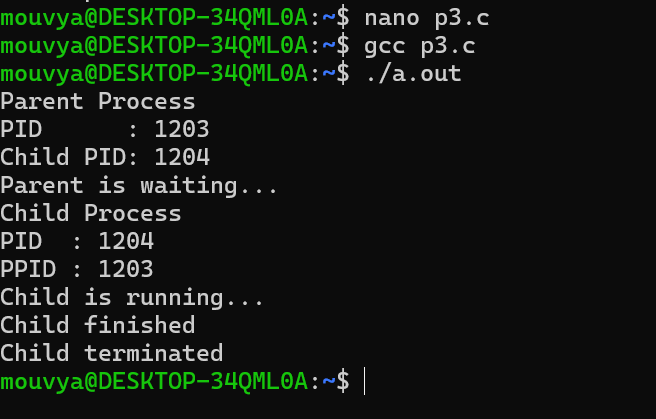 mouvya@DESKTOP-34QML0A:~$ nano p3.c
mouvya@DESKTOP-34QML0A:~$ gcc p3.c
mouvya@DESKTOP-34QML0A:~$ ./a.out
Parent Process
PID      : 1203
Child PID: 1204
Parent is waiting...
Child Process
PID  : 1204
PPID : 1203
Child is running...
Child finished
Child terminated
mouvya@DESKTOP-34QML0A:~$